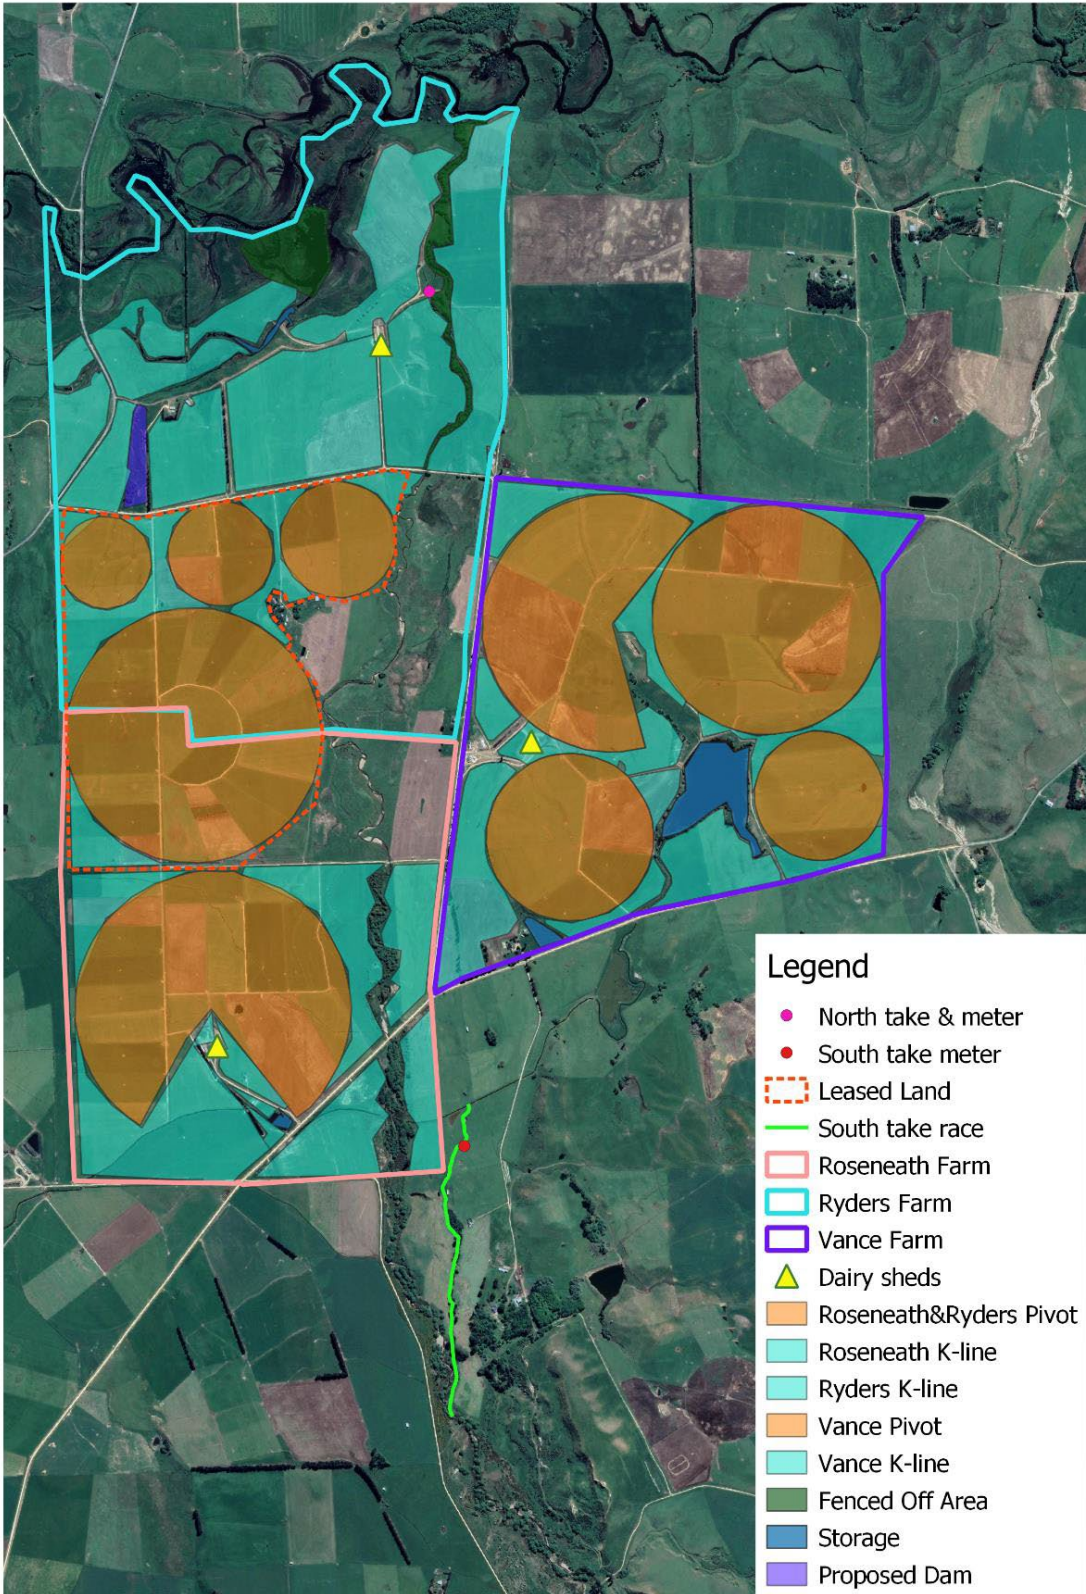 Legend
North take & meter
South take meter
Leased Land
South take race
Roseneath Farm
Ryders Farm
Vance Farm
Dairy sheds
Roseneath&Ryders Pivot
Roseneath K-line
Ryders K-line
Vance Pivot
Vance K-line
Fenced Off Area
Storage
Proposed Dam